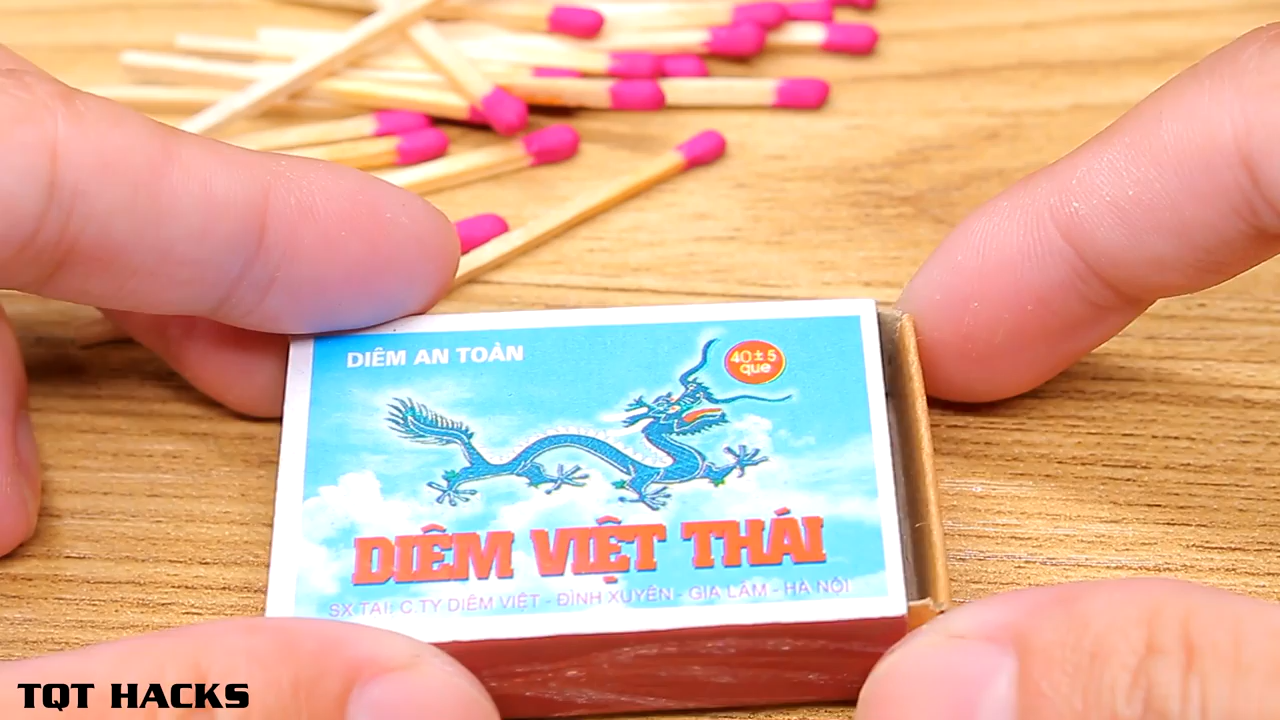 DIÊM AN TOÀN
40± 5
que
DIÊM VIỆT THÁI
SX TẠI: C.TY DIÊM VIỆT - ĐÌNH XUYÊN - GIA LÂM - HÀ NỘI
TQT HACKS